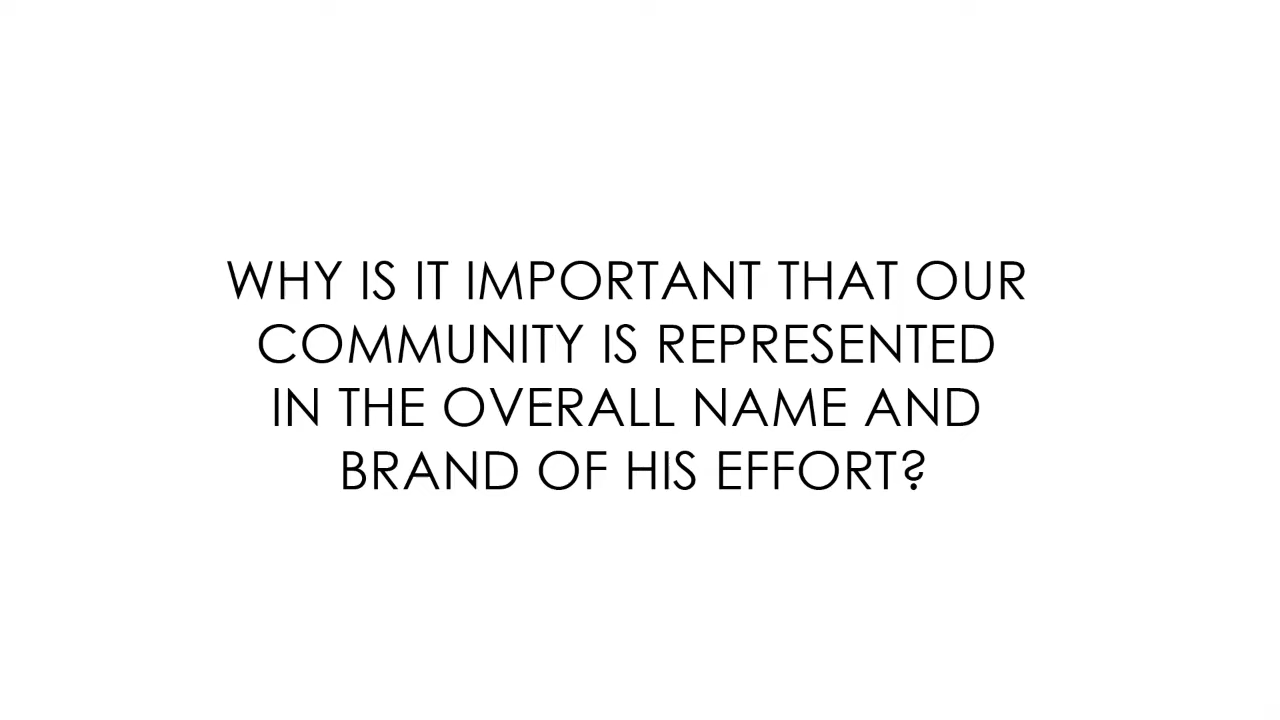 WHY IS IT IMPORTANT THAT OUR
COMMUNITY IS REPRESENTED
IN THE OVERALL NAME AND
BRAND OF HIS EFFORT?